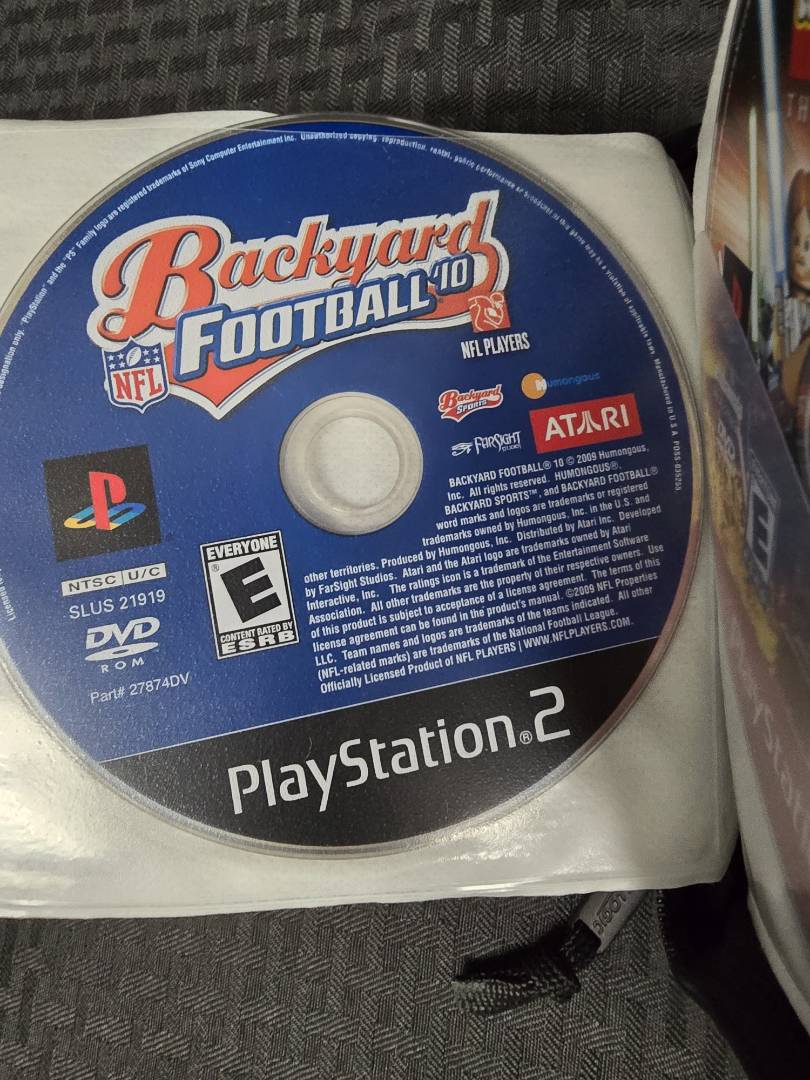 designation only. "PlayStation" and the "PS" Family logo are registered trademarks of Sony Computer Entertainment Inc. Unauthorized copying, reproduction, rental, public performance or broadcast of this game may be a violation of applicable laws. Manufactured in U.S.A.
Backyard
FOOTBALL '10
NFL
NFL PLAYERS
Backyard
SPORTS
Humongous
FARSIGHT
STUDIOS
ATARI
BACKYARD FOOTBALL® 10 © 2009 Humongous,
Inc. All rights reserved. HUMONGOUS®,
BACKYARD SPORTS™, and BACKYARD FOOTBALL®
word marks and logos are trademarks or registered
trademarks owned by Humongous, Inc. in the U.S. and
other territories. Produced by Humongous, Inc. Distributed by Atari Inc. Developed
by FarSight Studios. Atari and the Atari logo are trademarks owned by Atari
Interactive, Inc. The ratings icon is a trademark of the Entertainment Software
Association. All other trademarks are the property of their respective owners. Use
of this product is subject to acceptance of a license agreement. The terms of this
license agreement can be found in the product's manual. ©2009 NFL Properties
LLC. Team names and logos are trademarks of the teams indicated. All other
(NFL-related marks) are trademarks of the National Football League.
Officially Licensed Product of NFL PLAYERS | WWW.NFLPLAYERS.COM.
NTSC U/C
SLUS 21919
DVD
ROM
Part# 27874DV
EVERYONE
E
®
CONTENT RATED BY
ESRB
PlayStation®2
TH
DVD
E